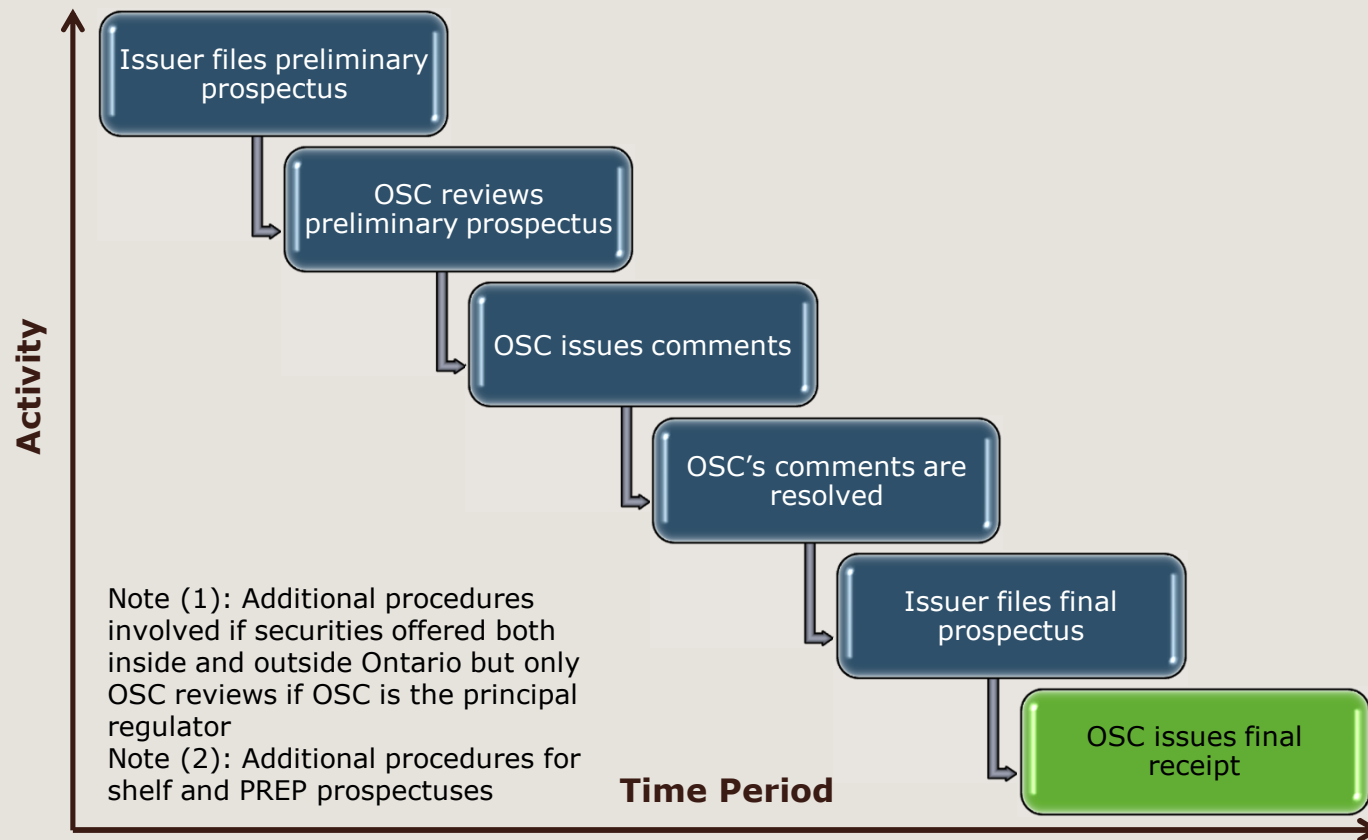 Issuer files preliminary
prospectus
OSC reviews
preliminary prospectus
OSC issues comments
OSC’s comments are
resolved
Issuer files final
prospectus
OSC issues final
receipt
Activity
Note (1): Additional procedures
involved if securities offered both
inside and outside Ontario but only
OSC reviews if OSC is the principal
regulator
Note (2): Additional procedures for
shelf and PREP prospectuses
Time Period